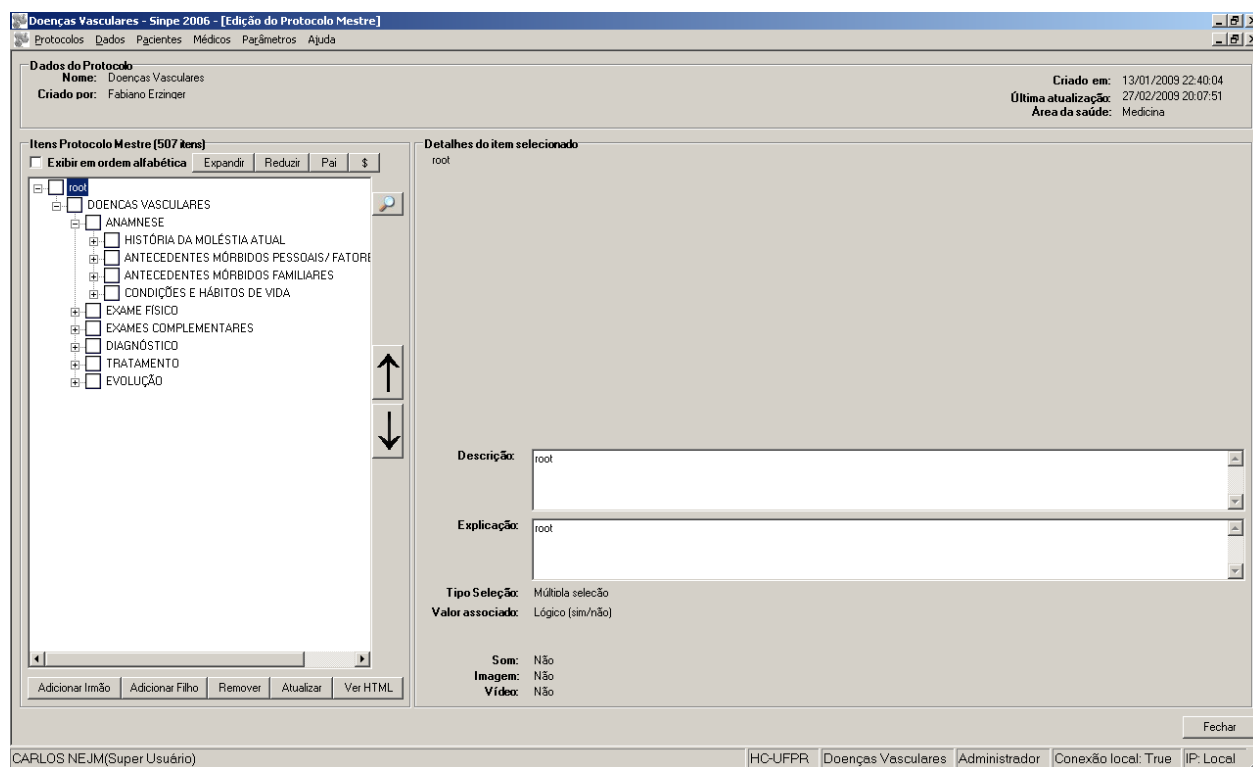 Doenças Vasculares - Sinpe 2006 - [Edição do Protocolo Mestre]
Protocolos Dados Pacientes Médicos Parâmetros Ajuda
Dados do Protocolo
Nome: Doenças Vasculares
Criado por: Fabiano Erzinger
Criado em: 13/01/2009 22:40:04
Última atualização: 27/02/2009 20:07:51
Área da saúde: Medicina
Itens Protocolo Mestre (507 itens)
Exibir em ordem alfabética Expandir Reduzir Pai $
root
DOENCAS VASCULARES
ANAMNESE
HISTÓRIA DA MOLÉSTIA ATUAL
ANTECEDENTES MÓRBIDOS PESSOAIS/ FATORE
ANTECEDENTES MÓRBIDOS FAMILIARES
CONDIÇÕES E HÁBITOS DE VIDA
EXAME FÍSICO
EXAMES COMPLEMENTARES
DIAGNÓSTICO
TRATAMENTO
EVOLUÇÃO
Adicionar Irmão Adicionar Filho Remover Atualizar Ver HTML
Detalhes do item selecionado
root
Descrição: root
Explicação: root
Tipo Seleção: Múltipla selecão
Valor associado: Lógico (sim/não)
Som: Não
Imagem: Não
Vídeo: Não
Fechar
CARLOS NEJM(Super Usuário) HC-UFPR Doenças Vasculares Administrador Conexão local: True IP: Local